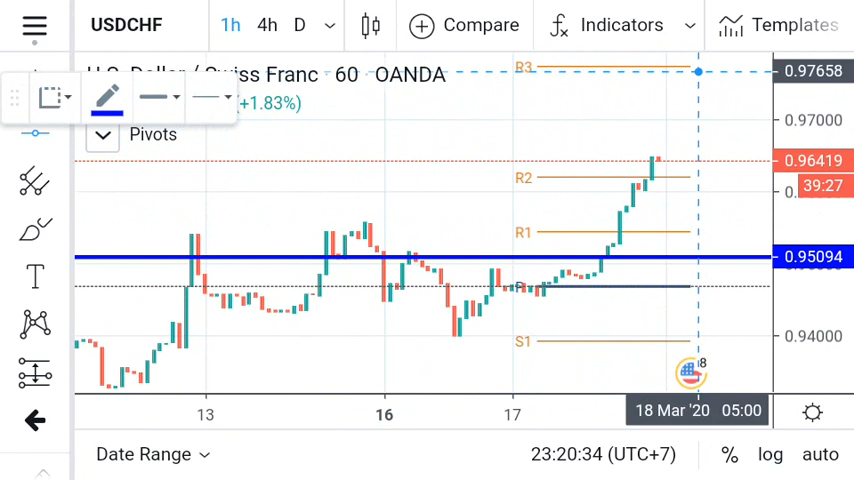 USDCHF 1h 4h D Compare Indicators Templates
U.S. Dollar / Swiss Franc · 60 · OANDA
R3
0.97658
(+1.83%)
0.97000
Pivots
0.96419
R2
39:27
R1
0.95094
P
S1
0.94000
8
13 16 17 18 Mar '20 05:00
Date Range 23:20:34 (UTC+7) % log auto